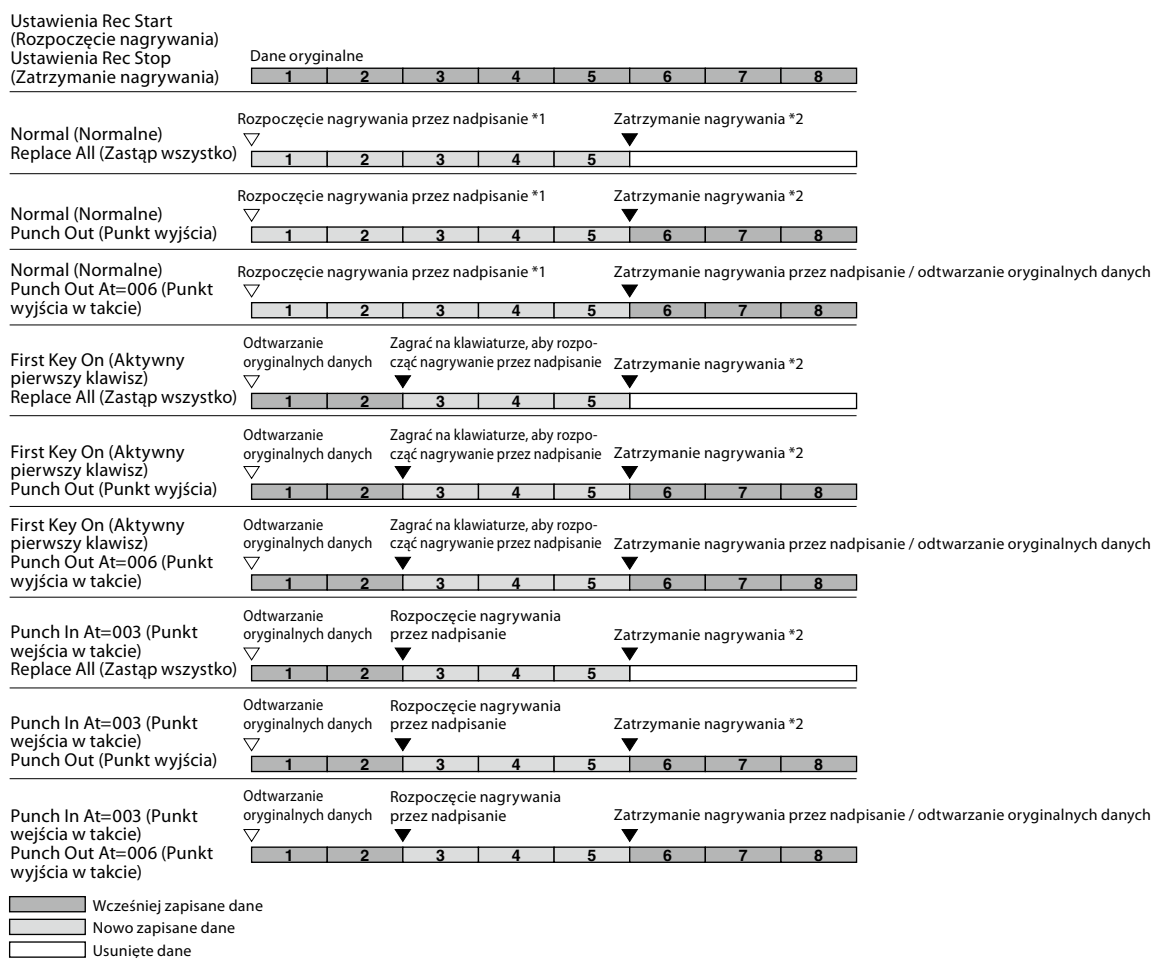 Ustawienia Rec Start
(Rozpoczęcie nagrywania)
Ustawienia Rec Stop
(Zatrzymanie nagrywania)
Dane oryginalne
1 2 3 4 5 6 7 8
Normal (Normalne)
Replace All (Zastąp wszystko)
Rozpoczęcie nagrywania przez nadpisanie *1
Zatrzymanie nagrywania *2
1 2 3 4 5
Normal (Normalne)
Punch Out (Punkt wyjścia)
Rozpoczęcie nagrywania przez nadpisanie *1
Zatrzymanie nagrywania *2
1 2 3 4 5 6 7 8
Normal (Normalne)
Punch Out At=006 (Punkt
wyjścia w takcie)
Rozpoczęcie nagrywania przez nadpisanie *1
Zatrzymanie nagrywania przez nadpisanie / odtwarzanie oryginalnych danych
1 2 3 4 5 6 7 8
First Key On (Aktywny
pierwszy klawisz)
Replace All (Zastąp wszystko)
Odtwarzanie
oryginalnych danych
Zagrać na klawiaturze, aby rozpo-
cząć nagrywanie przez nadpisanie
Zatrzymanie nagrywania *2
1 2 3 4 5
First Key On (Aktywny
pierwszy klawisz)
Punch Out (Punkt wyjścia)
Odtwarzanie
oryginalnych danych
Zagrać na klawiaturze, aby rozpo-
cząć nagrywanie przez nadpisanie
Zatrzymanie nagrywania *2
1 2 3 4 5 6 7 8
First Key On (Aktywny
pierwszy klawisz)
Punch Out At=006 (Punkt
wyjścia w takcie)
Odtwarzanie
oryginalnych danych
Zagrać na klawiaturze, aby rozpo-
cząć nagrywanie przez nadpisanie
Zatrzymanie nagrywania przez nadpisanie / odtwarzanie oryginalnych danych
1 2 3 4 5 6 7 8
Punch In At=003 (Punkt
wejścia w takcie)
Replace All (Zastąp wszystko)
Odtwarzanie
oryginalnych danych
Rozpoczęcie nagrywania
przez nadpisanie
Zatrzymanie nagrywania *2
1 2 3 4 5
Punch In At=003 (Punkt
wejścia w takcie)
Punch Out (Punkt wyjścia)
Odtwarzanie
oryginalnych danych
Rozpoczęcie nagrywania
przez nadpisanie
Zatrzymanie nagrywania *2
1 2 3 4 5 6 7 8
Punch In At=003 (Punkt
wejścia w takcie)
Punch Out At=006 (Punkt
wyjścia w takcie)
Odtwarzanie
oryginalnych danych
Rozpoczęcie nagrywania
przez nadpisanie
Zatrzymanie nagrywania przez nadpisanie / odtwarzanie oryginalnych danych
1 2 3 4 5 6 7 8
Wcześniej zapisane dane
Nowo zapisane dane
Usunięte dane